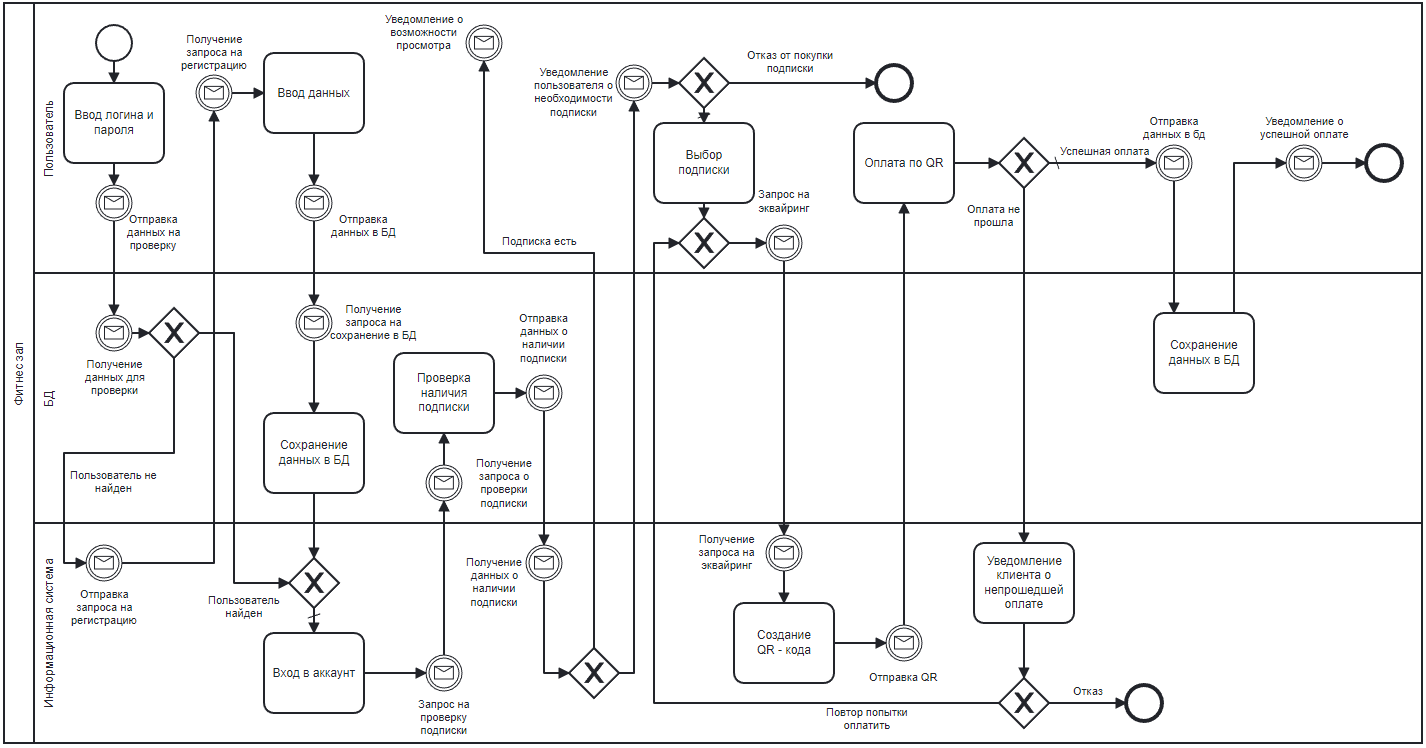 Фитнес зал
Пользователь
БД
Информационная система
Ввод логина и
пароля
Отправка
данных на
проверку
Получение
запроса на
регистрацию
Ввод данных
Отправка
данных в БД
Уведомление о
возможности
просмотра
Подписка есть
Уведомление
пользователя о
необходимости
подписки
Отказ от покупки
подписки
Выбор
подписки
Запрос на
эквайринг
Оплата по QR
Оплата не
прошла
Успешная оплата
Отправка
данных в бд
Уведомление о
успешной оплате
Получение
данных для
проверки
Пользователь не
найден
Получение
запроса на
сохранение в БД
Сохранение
данных в БД
Проверка
наличия
подписки
Получение
запроса о
проверки
подписки
Отправка
данных о
наличии
подписки
Сохранение
данных в БД
Отправка
запроса на
регистрацию
Пользователь
найден
Вход в аккаунт
Запрос на
проверку
подписки
Получение
данных о
наличии
подписки
Получение
запроса на
эквайринг
Создание
QR - кода
Отправка QR
Уведомление
клиента о
непрошедшей
оплате
Повтор попытки
оплатить
Отказ